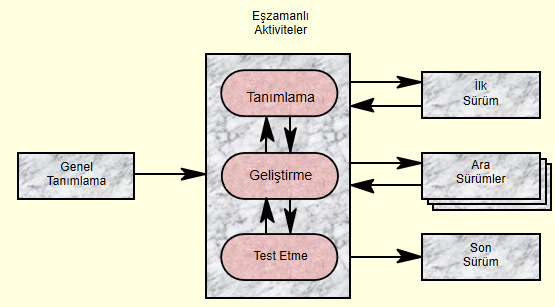 Eşzamanlı
Aktiviteler
Tanımlama
İlk
Sürüm
Genel
Tanımlama
Geliştirme
Ara
Sürümler
Test Etme
Son
Sürüm